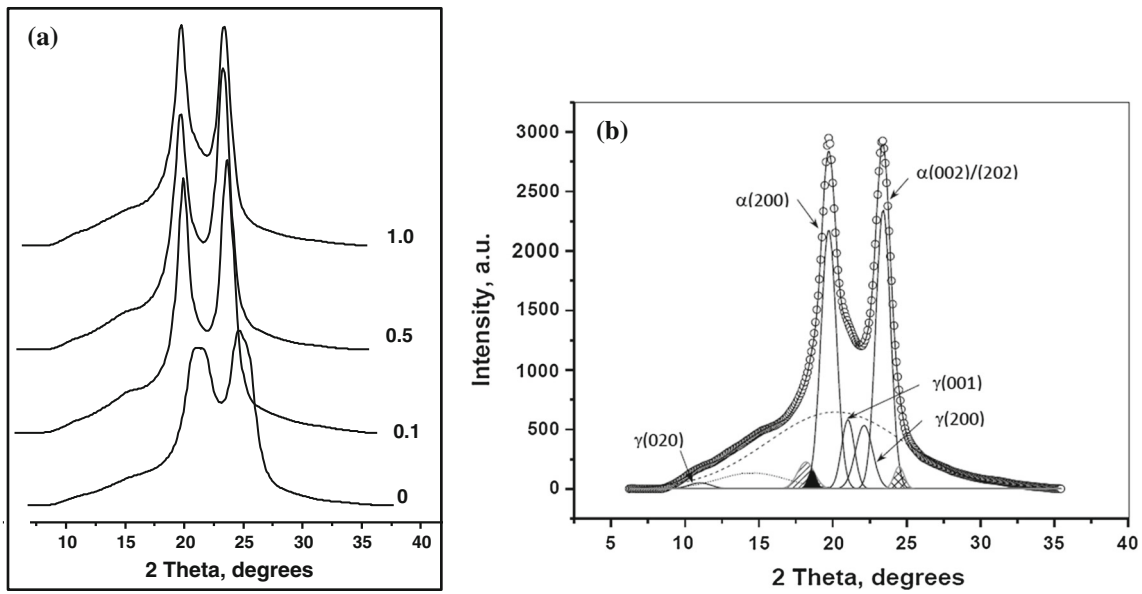 (a)
1.0
0.5
0.1
0
10 15 20 25 30 35 40
2 Theta, degrees
(b)
3000
2500
2000
1500
1000
500
0
Intensity, a.u.
α(200)
α(002)/(202)
γ(001)
γ(200)
γ(020)
5 10 15 20 25 30 35 40
2 Theta, degrees